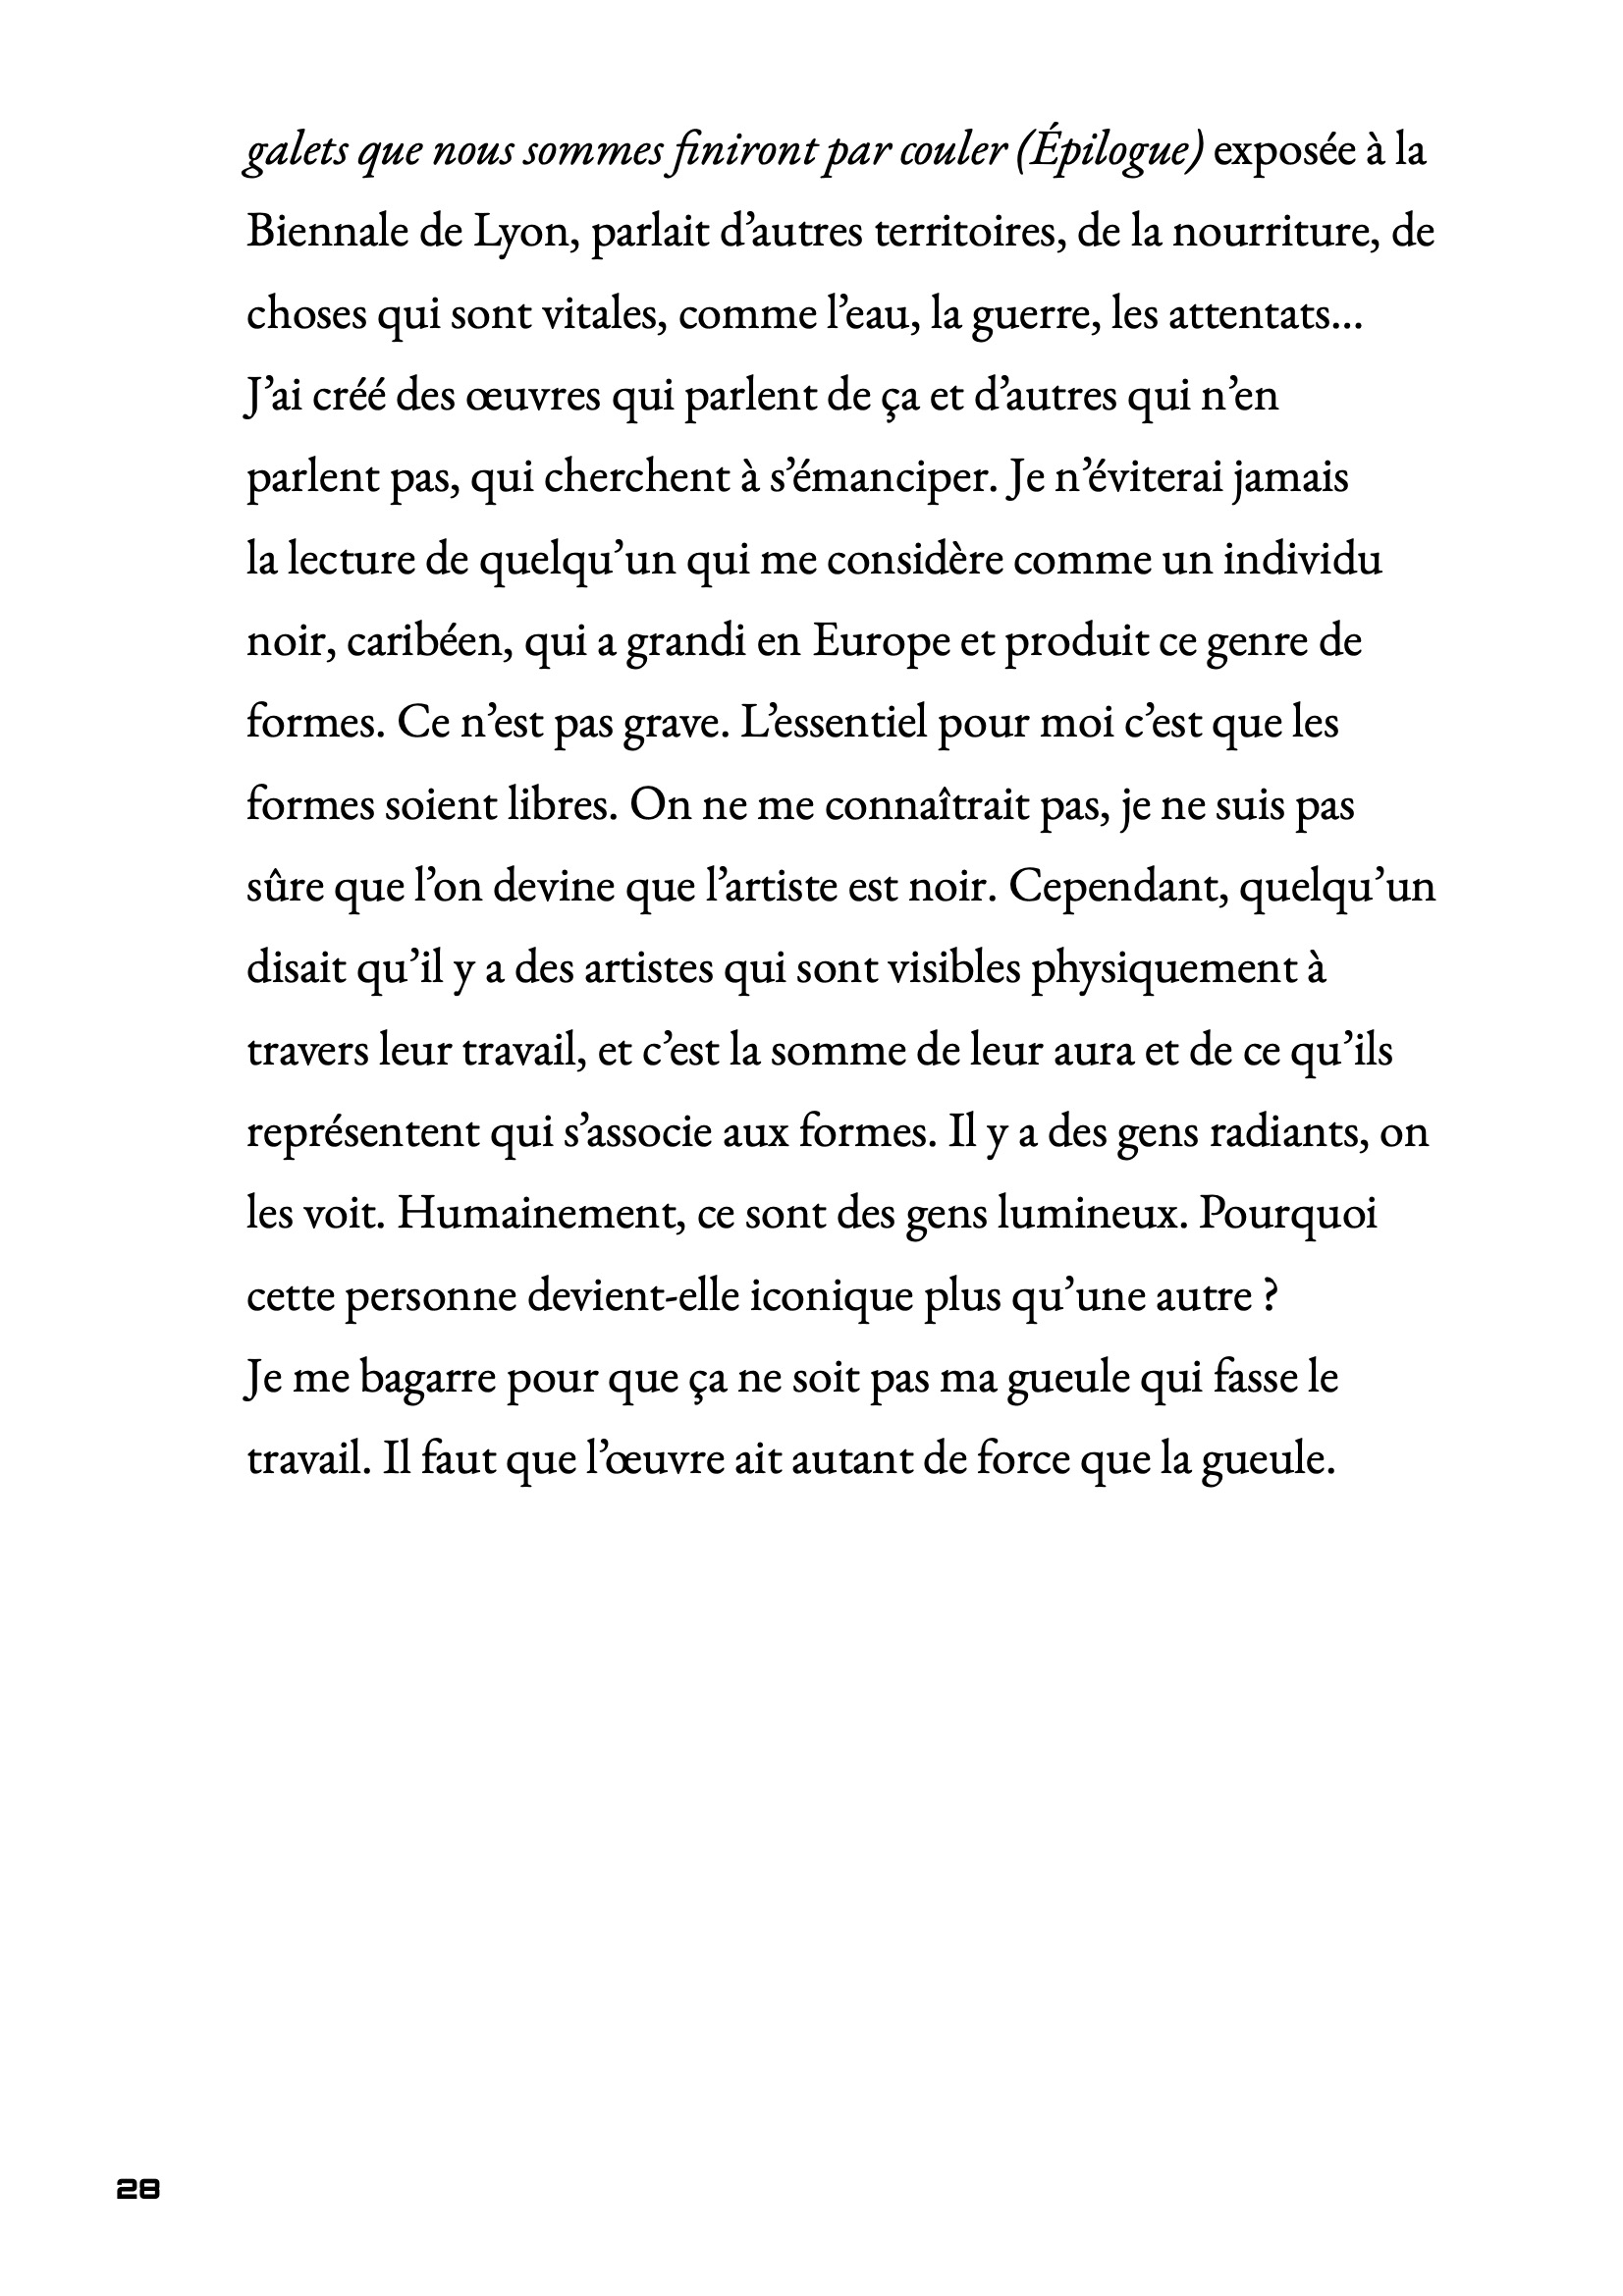 galets que nous sommes finiront par couler (Épilogue) exposée à la
Biennale de Lyon, parlait d’autres territoires, de la nourriture, de
choses qui sont vitales, comme l’eau, la guerre, les attentats…
J’ai créé des œuvres qui parlent de ça et d’autres qui n’en
parlent pas, qui cherchent à s’émanciper. Je n’éviterai jamais
la lecture de quelqu’un qui me considère comme un individu
noir, caribéen, qui a grandi en Europe et produit ce genre de
formes. Ce n’est pas grave. L’essentiel pour moi c’est que les
formes soient libres. On ne me connaîtrait pas, je ne suis pas
sûre que l’on devine que l’artiste est noir. Cependant, quelqu’un
disait qu’il y a des artistes qui sont visibles physiquement à
travers leur travail, et c’est la somme de leur aura et de ce qu’ils
représentent qui s’associe aux formes. Il y a des gens radiants, on
les voit. Humainement, ce sont des gens lumineux. Pourquoi
cette personne devient-elle iconique plus qu’une autre ?
Je me bagarre pour que ça ne soit pas ma gueule qui fasse le
travail. Il faut que l’œuvre ait autant de force que la gueule.
28